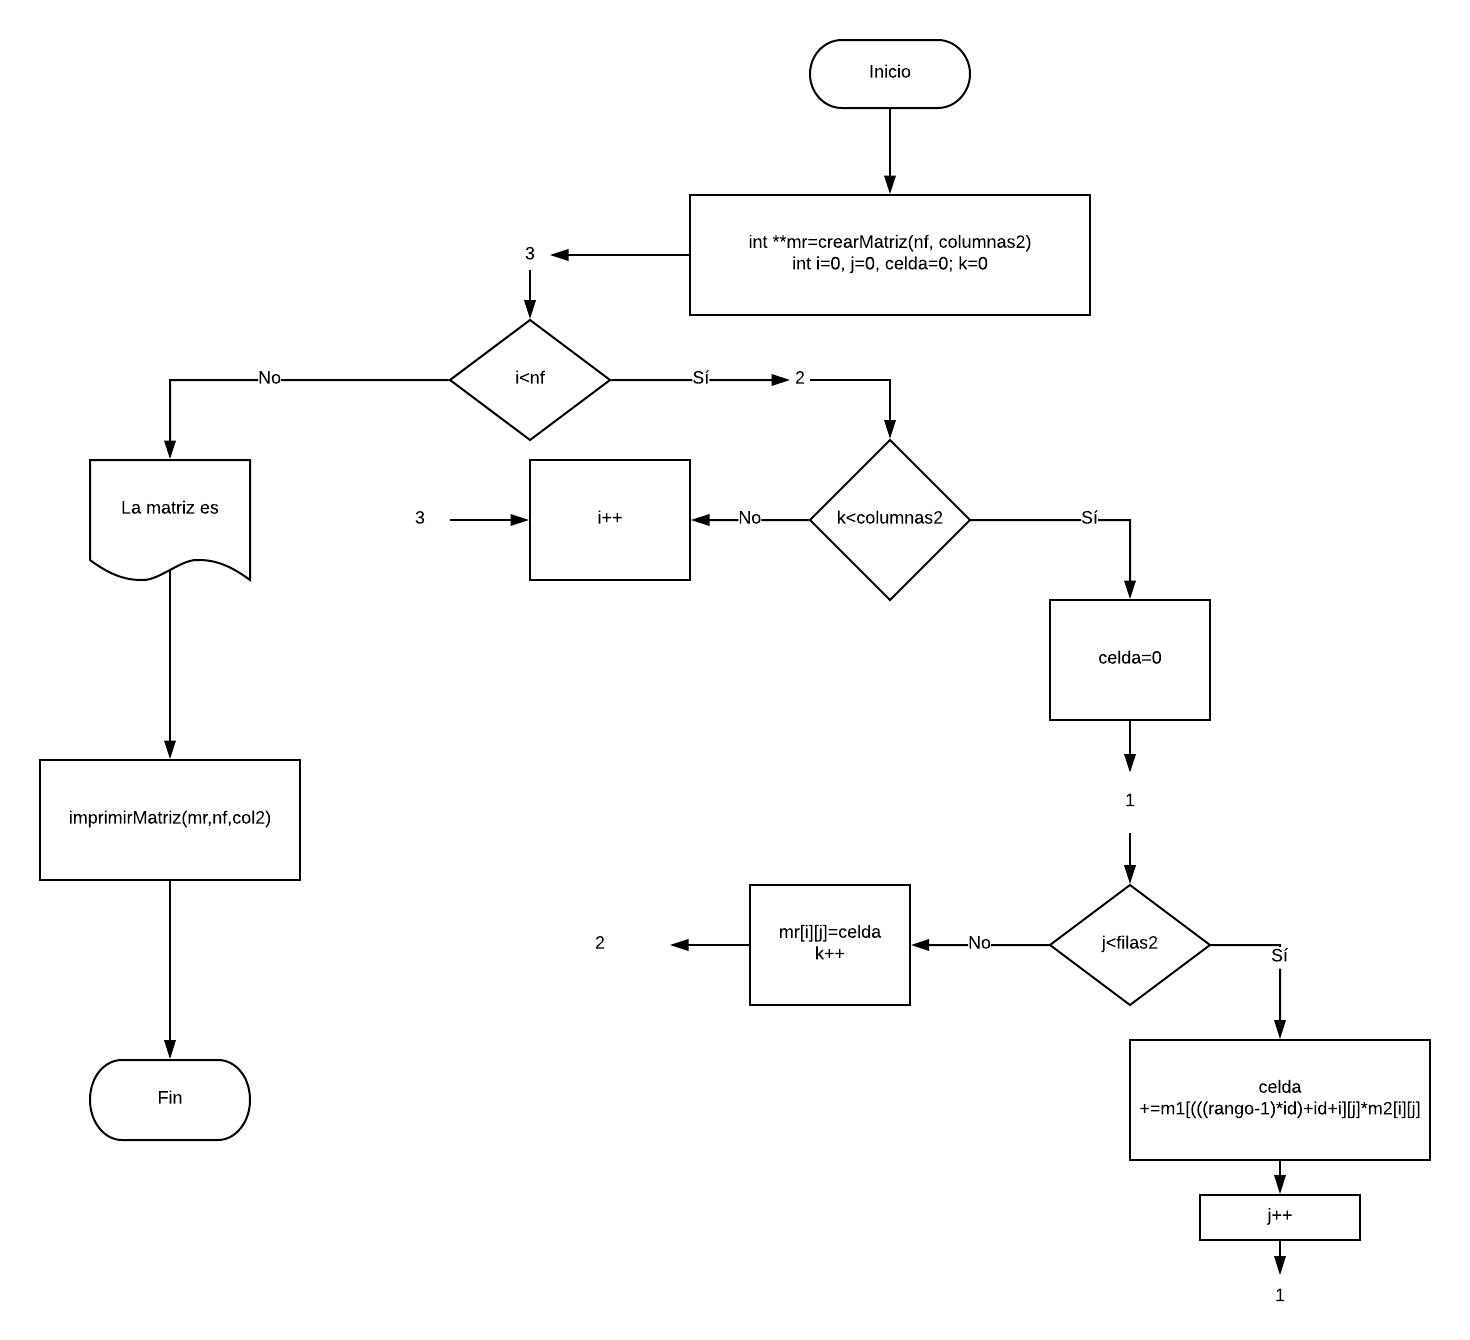 Inicio
int **mr=crearMatriz(nf, columnas2)
int i=0, j=0, celda=0; k=0
3
i<nf
No
Sí
2
La matriz es
3
i++
No
k<columnas2
Sí
celda=0
1
imprimirMatriz(mr,nf,col2)
2
mr[i][j]=celda
k++
No
j<filas2
Sí
celda
+=m1[(((rango-1)*id)+id+i][j]*m2[i][j]
Fin
j++
1